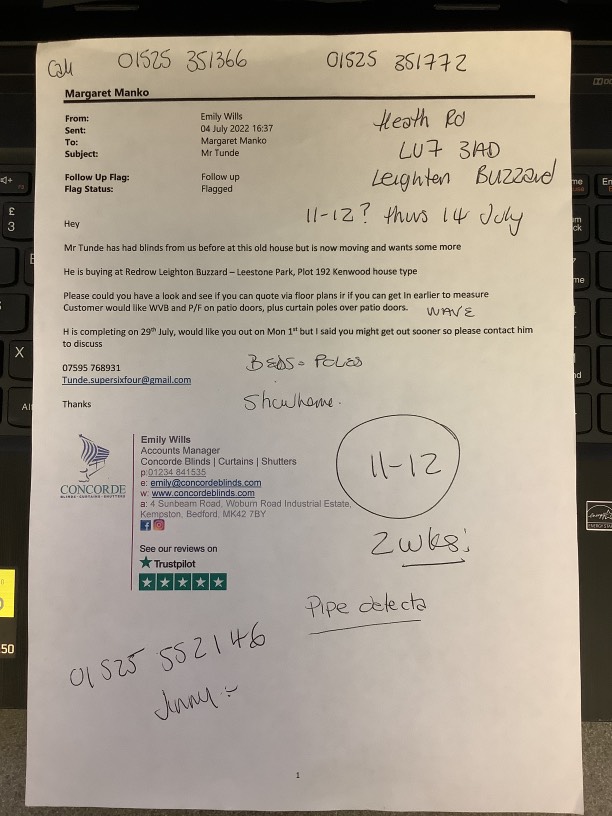 Call 01525 351366 01525 351772
Margaret Manko
From: Emily Wills
Sent: 04 July 2022 16:37
To: Margaret Manko
Subject: Mr Tunde
Follow Up Flag: Follow up
Flag Status: Flagged
Heath Rd
LU7 3AD
Leighten Buzzard
11-12? thurs 14 July
Hey
Mr Tunde has had blinds from us before at this old house but is now moving and wants some more
He is buying at Redrow Leighton Buzzard – Leestone Park, Plot 192 Kenwood house type
Please could you have a look and see if you can quote via floor plans ir if you can get in earlier to measure
Customer would like WVB and P/F on patio doors, plus curtain poles over patio doors.
WAVE
H is completing on 29th July, would like you out on Mon 1st but I said you might get out sooner so please contact him
to discuss
07595 768931
Tunde.supersixfour@gmail.com
BEDS = POLES
Thanks
Showhome.
Emily Wills
Accounts Manager
Concorde Blinds | Curtains | Shutters
p:01234 841535
e: emily@concordeblinds.com
w: www.concordeblinds.com
a: 4 Sunbeam Road, Woburn Road Industrial Estate,
Kempston, Bedford, MK42 7BY
CONCORDE
BLINDS·CURTAINS·SHUTTERS
See our reviews on
Trustpilot
11-12
2wks:
Pipe detecta
01525 552146
Jinny :-
1